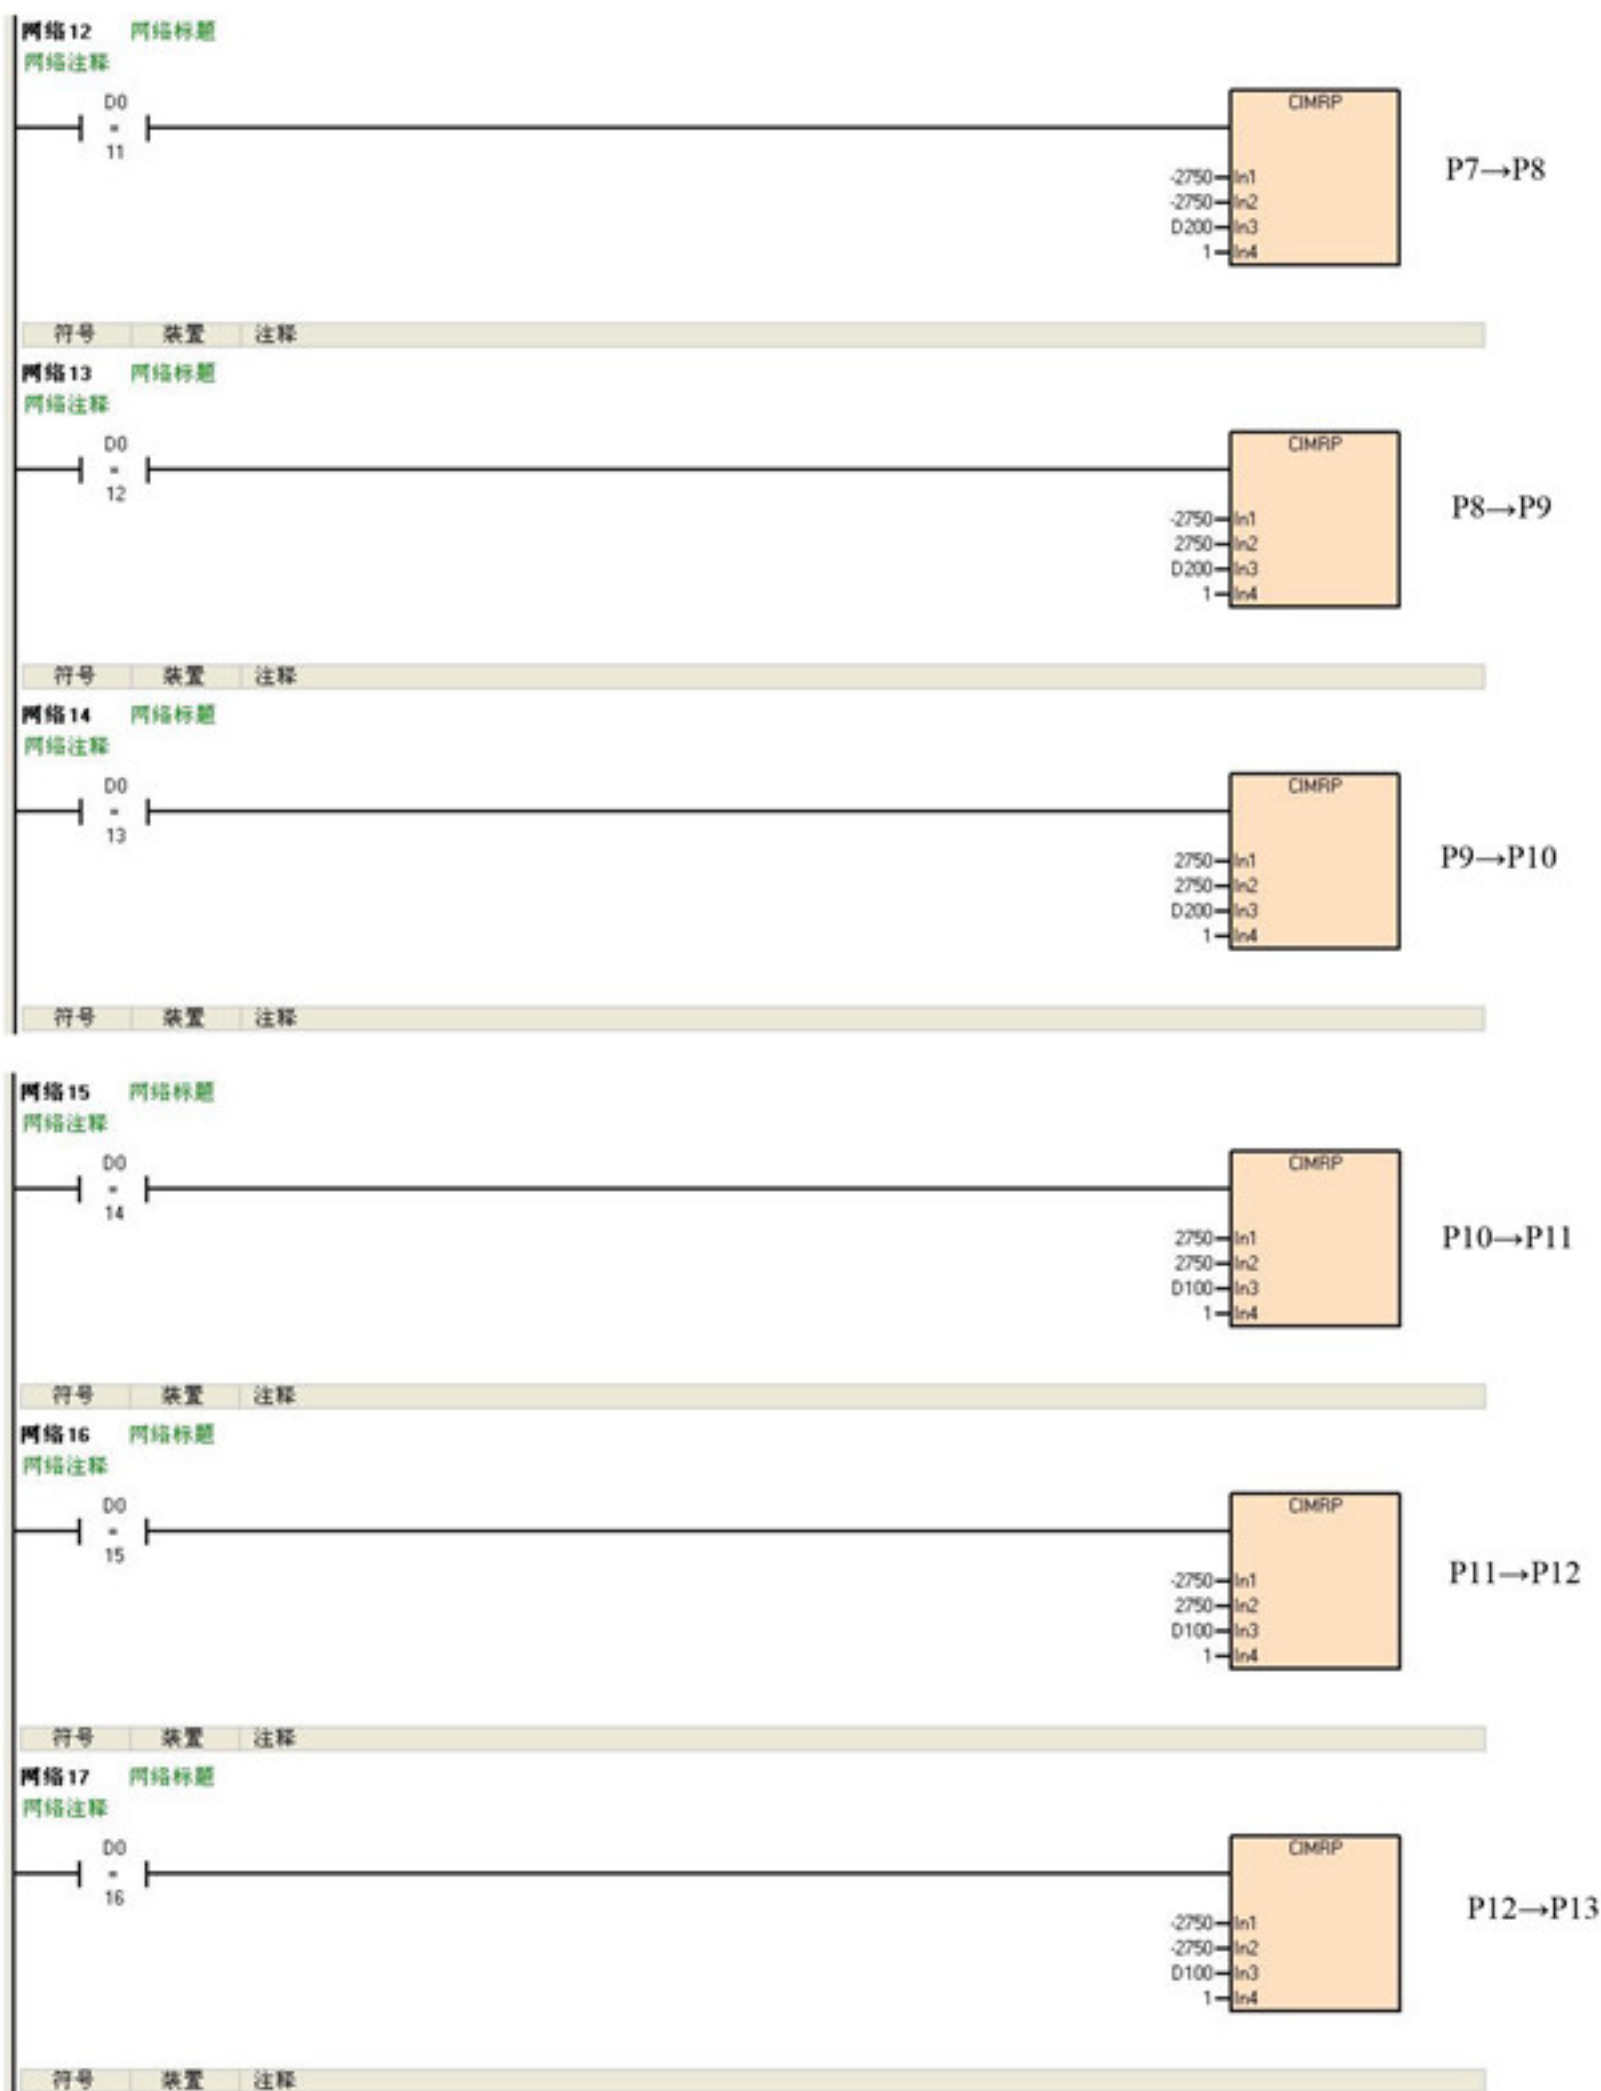 网络12 网络标题
网络注释
D0
=
11
CIMRP
-2750 In1
-2750 In2
D200 In3
1 In4
P7→P8
符号 装置 注释
网络13 网络标题
网络注释
D0
=
12
CIMRP
-2750 In1
2750 In2
D200 In3
1 In4
P8→P9
符号 装置 注释
网络14 网络标题
网络注释
D0
=
13
CIMRP
2750 In1
2750 In2
D200 In3
1 In4
P9→P10
符号 装置 注释
网络15 网络标题
网络注释
D0
=
14
CIMRP
2750 In1
2750 In2
D100 In3
1 In4
P10→P11
符号 装置 注释
网络16 网络标题
网络注释
D0
=
15
CIMRP
-2750 In1
2750 In2
D100 In3
1 In4
P11→P12
符号 装置 注释
网络17 网络标题
网络注释
D0
=
16
CIMRP
-2750 In1
-2750 In2
D100 In3
1 In4
P12→P13
符号 装置 注释